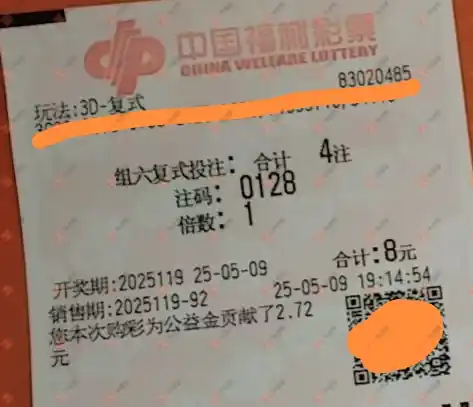 中国福利彩票
CHINA WELFARE LOTTERY
83020485
玩法:3D-复式
组六复式投注: 合计 4注
注码: 0128
倍数: 1
合计:8元
开奖期:2025119 25-05-09
销售期:2025119-92 25-05-09 19:14:54
您本次购彩为公益金贡献了2.72
元